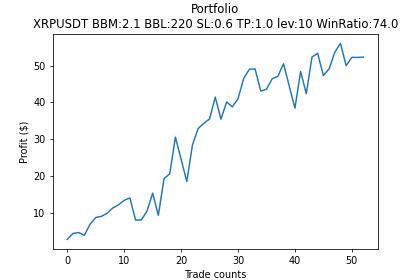 Portfolio
XRPUSDT BBM:2.1 BBL:220 SL:0.6 TP:1.0 lev:10 WinRatio:74.0
50
40
30
20
10
Profit ($)
0 10 20 30 40 50
Trade counts